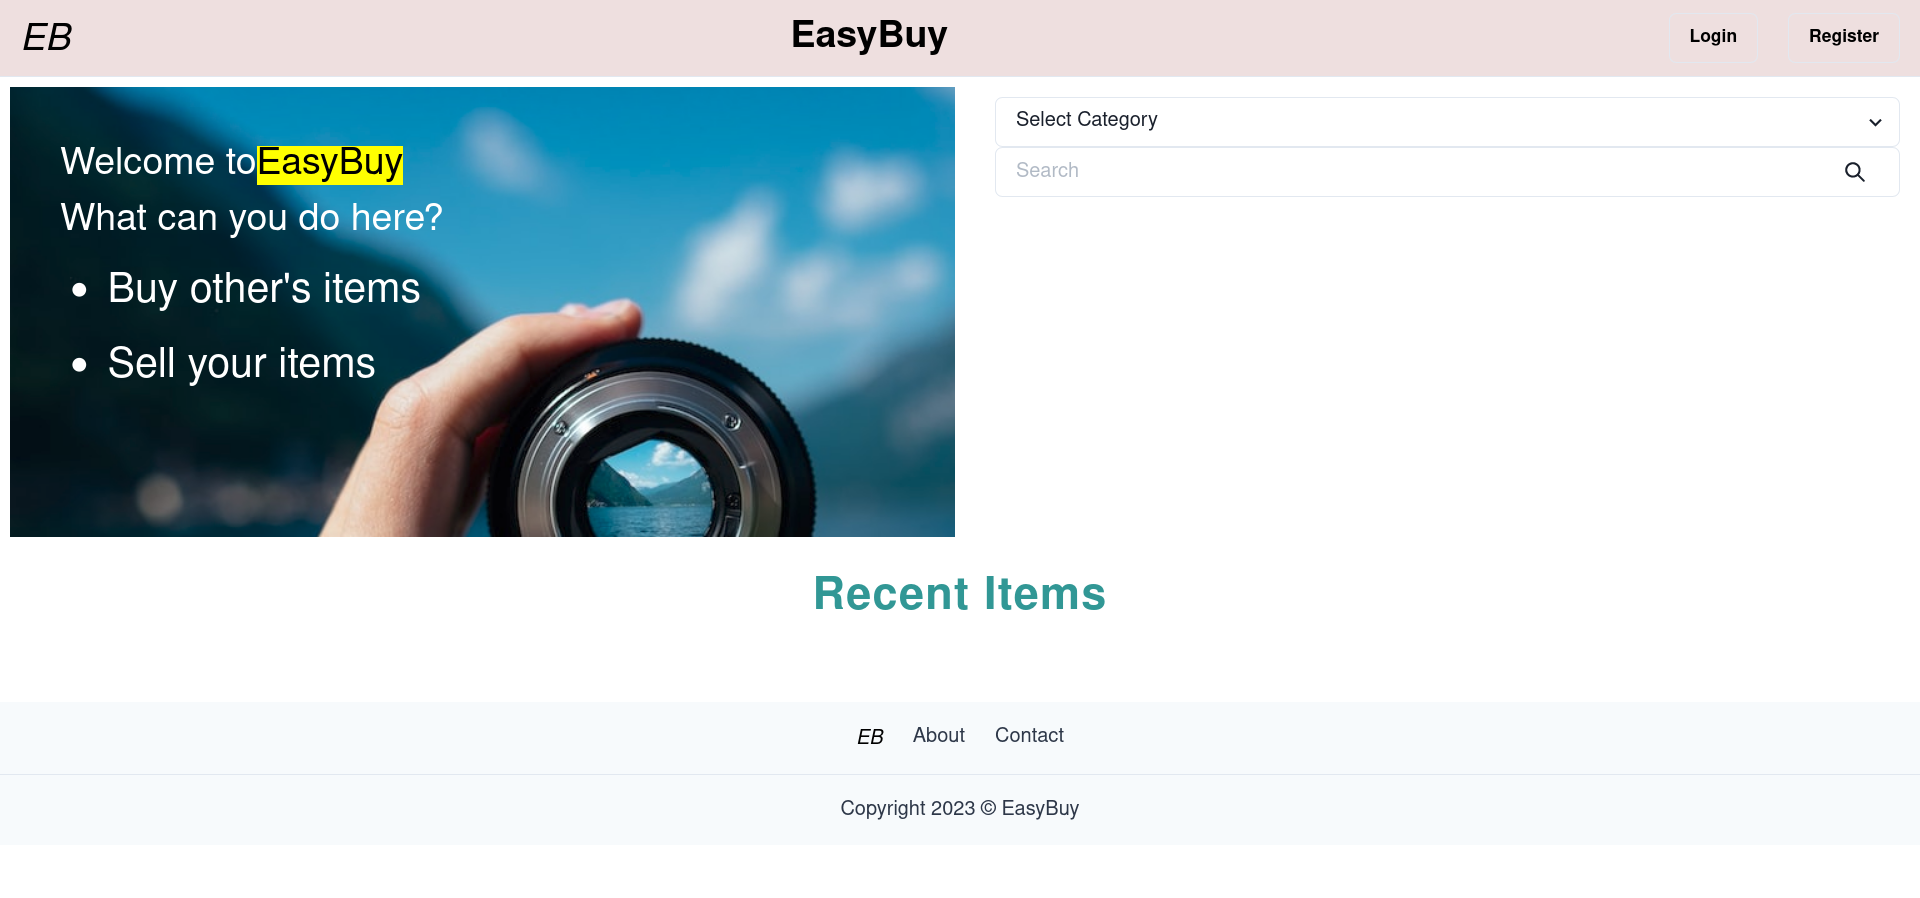 EB
EasyBuy
Login
Register
Welcome toEasyBuy
What can you do here?
Buy other's items
Sell your items
Select Category
Search
Recent Items
EB
About
Contact
Copyright 2023 © EasyBuy